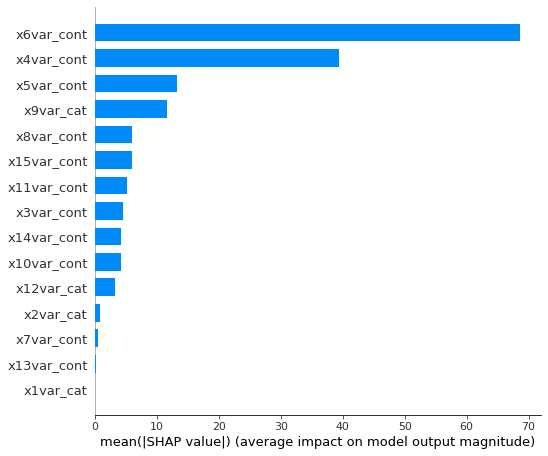 x6var_cont
x4var_cont
x5var_cont
x9var_cat
x8var_cont
x15var_cont
x11var_cont
x3var_cont
x14var_cont
x10var_cont
x12var_cat
x2var_cat
x7var_cont
x13var_cont
x1var_cat
0 10 20 30 40 50 60 70
mean(|SHAP value|) (average impact on model output magnitude)